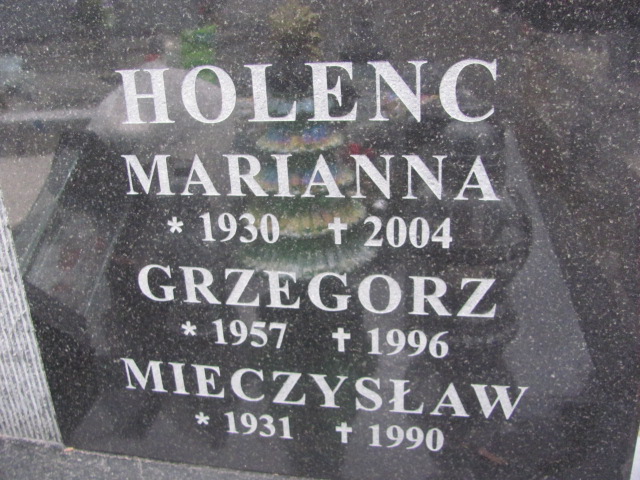 HOLENC
MARIANNA
* 1930 ✝ 2004
GRZEGORZ
* 1957 ✝ 1996
MIECZYSŁAW
* 1931 ✝ 1990